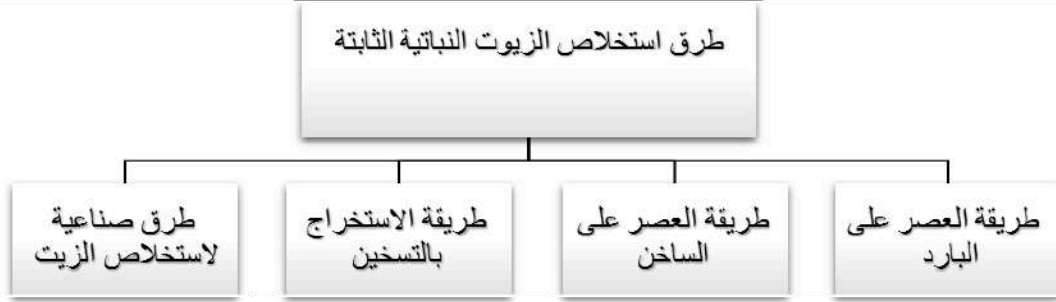 طرق استخلاص الزيوت النباتية الثابتة
طريقة العصر على
البارد
طريقة العصر على
الساخن
طريقة الاستخراج
بالتسخين
طرق صناعية
لاستخلاص الزيت